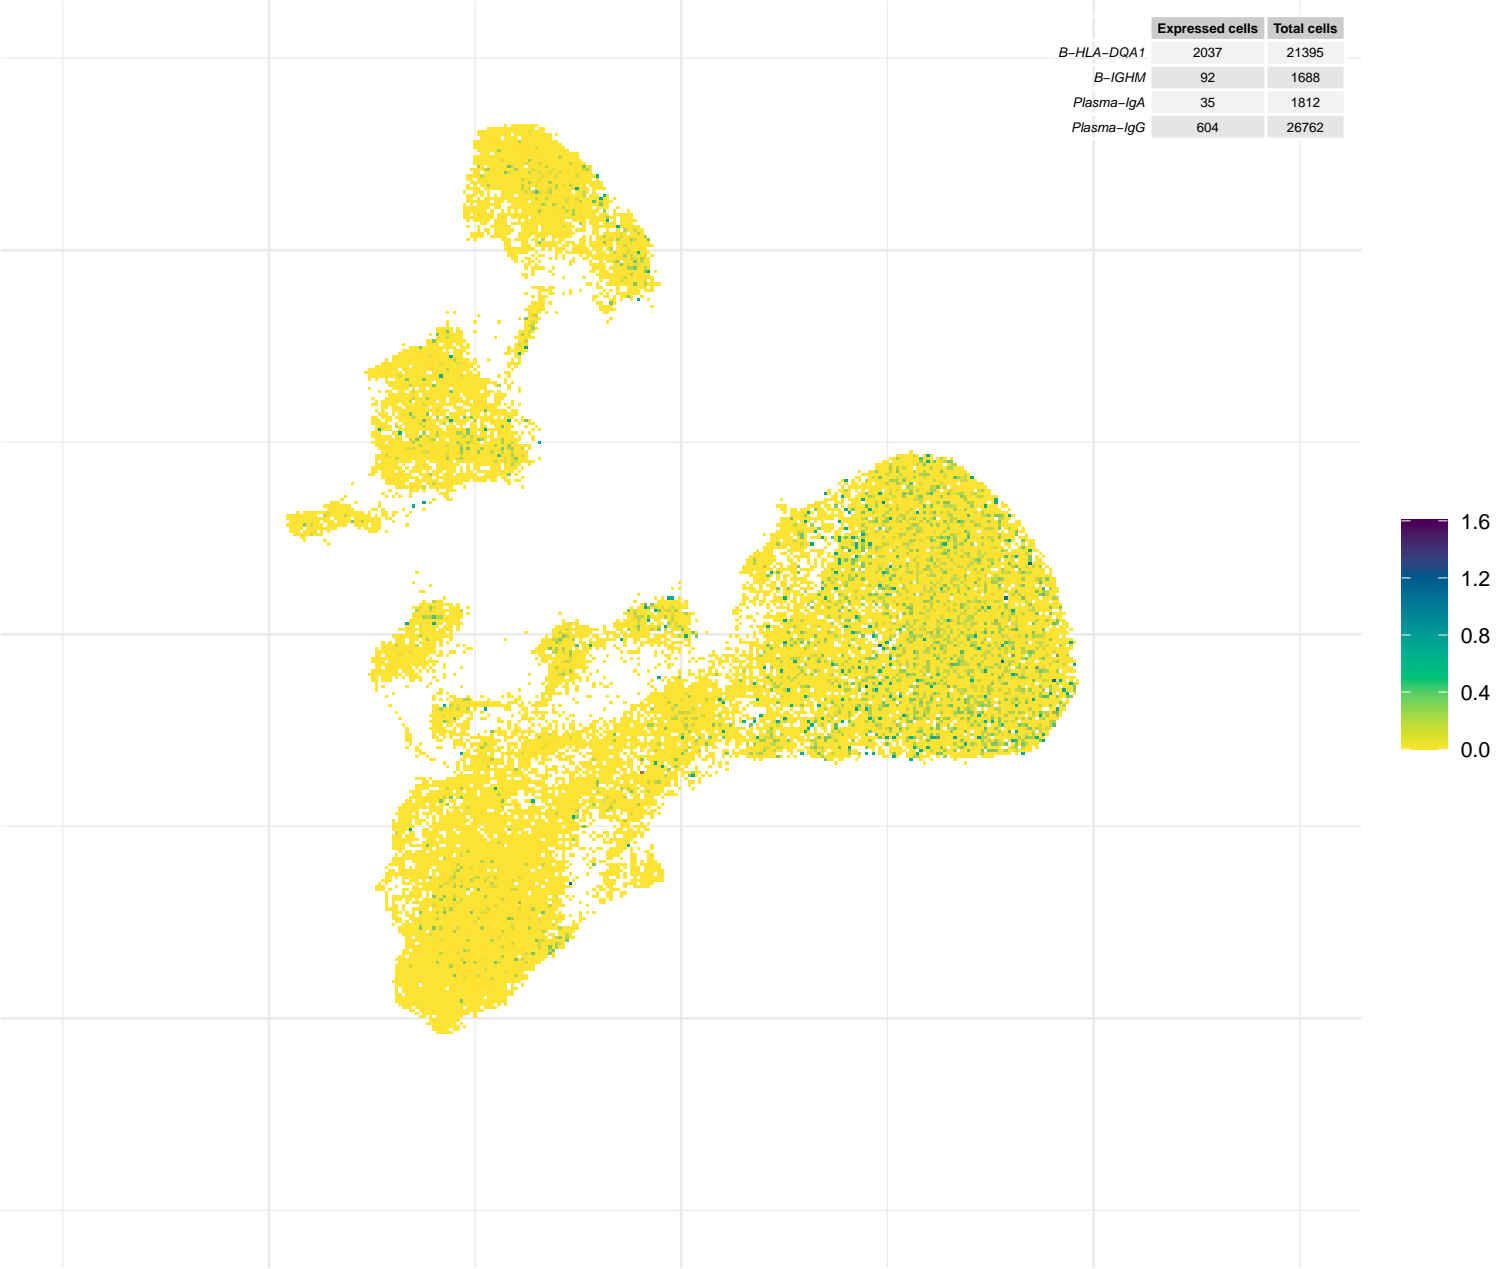 Expressed cells Total cells
B−HLA−DQA1 2037 21395
B−IGHM 92 1688
Plasma−IgA 35 1812
Plasma−IgG 604 26762
1.6
1.2
0.8
0.4
0.0